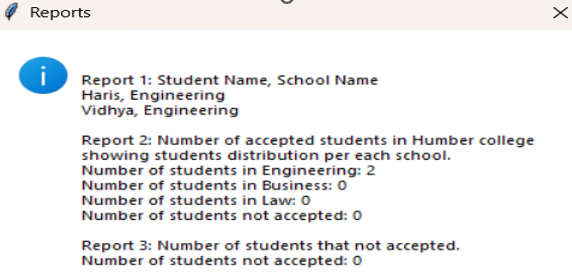 Reports
Report 1: Student Name, School Name
Haris, Engineering
Vidhya, Engineering
Report 2: Number of accepted students in Humber college
showing students distribution per each school.
Number of students in Engineering: 2
Number of students in Business: 0
Number of students in Law: 0
Number of students not accepted: 0
Report 3: Number of students that not accepted.
Number of students not accepted: 0